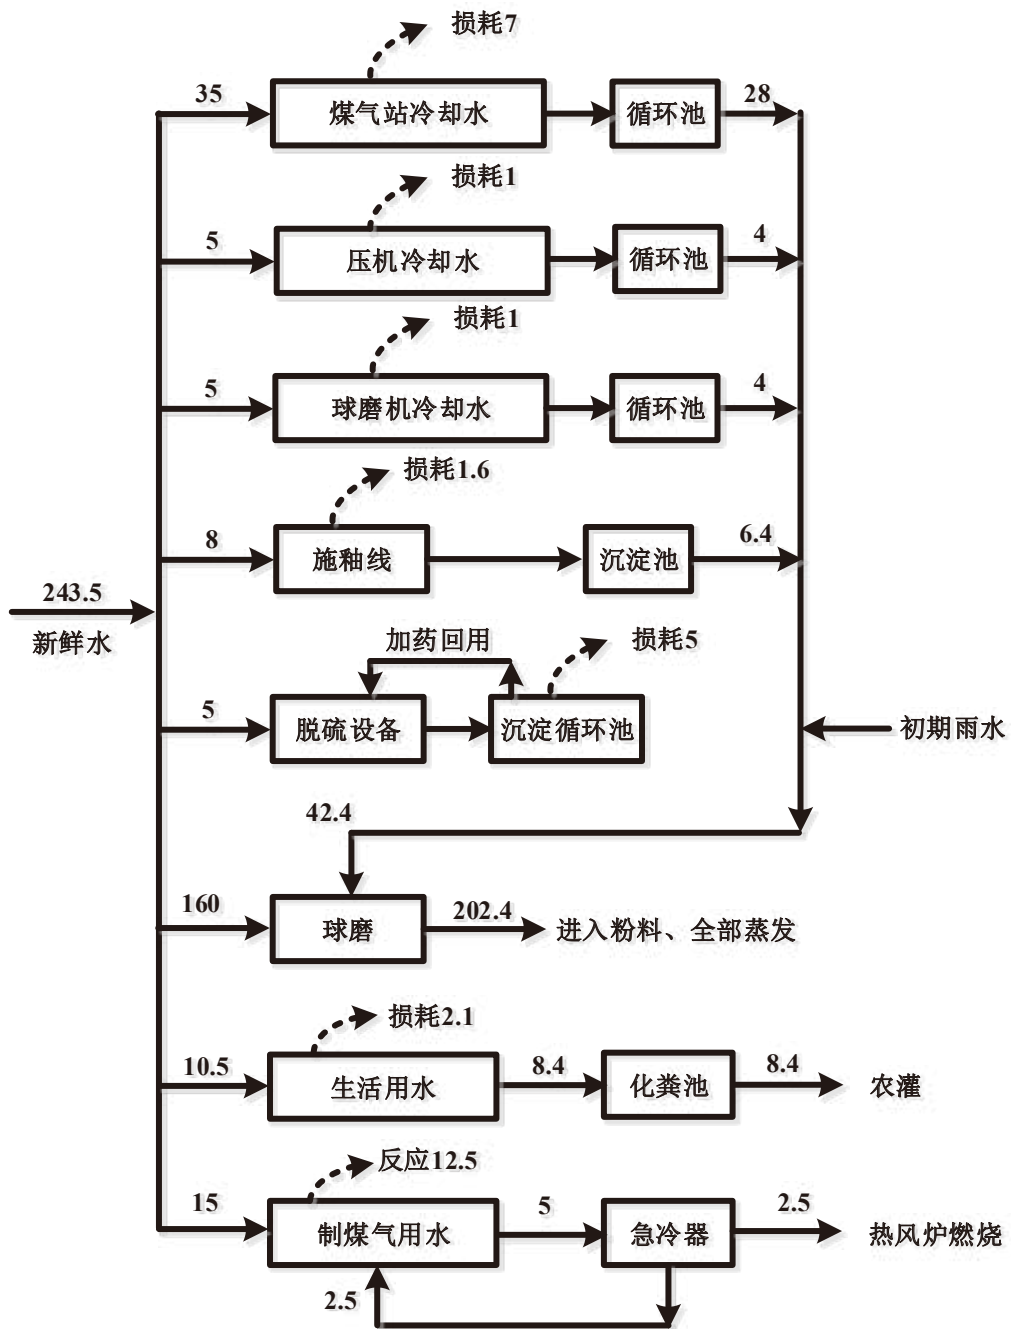 损耗7
35
煤气站冷却水
循环池
28
损耗1
5
压机冷却水
循环池
4
损耗1
5
球磨机冷却水
循环池
4
损耗1.6
8
施釉线
沉淀池
6.4
243.5
新鲜水
加药回用
损耗5
5
脱硫设备
沉淀循环池
初期雨水
42.4
160
球磨
202.4
进入粉料、全部蒸发
损耗2.1
10.5
生活用水
8.4
化粪池
8.4
农灌
反应12.5
15
制煤气用水
5
急冷器
2.5
热风炉燃烧
2.5